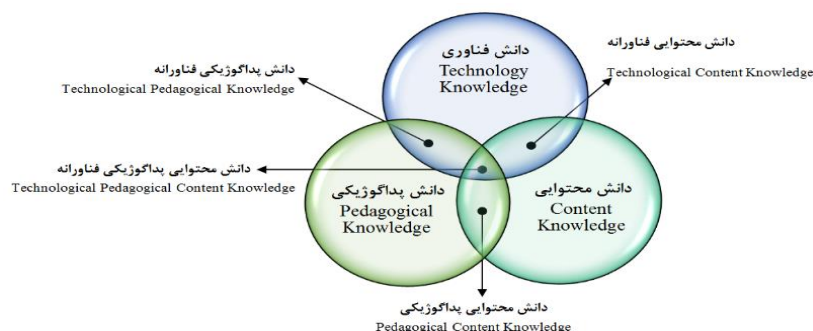 دانش فناوری
Technology
Knowledge
دانش محتوایی فناورانه
Technological Content Knowledge
دانش پداگوژیکی فناورانه
Technological Pedagogical Knowledge
دانش محتوایی پداگوژیکی فناورانه
Technological Pedagogical Content Knowledge
دانش پداگوژیکی
Pedagogical
Knowledge
دانش محتوایی
Content
Knowledge
دانش محتوایی پداگوژیکی
Pedagogical Content Knowledge